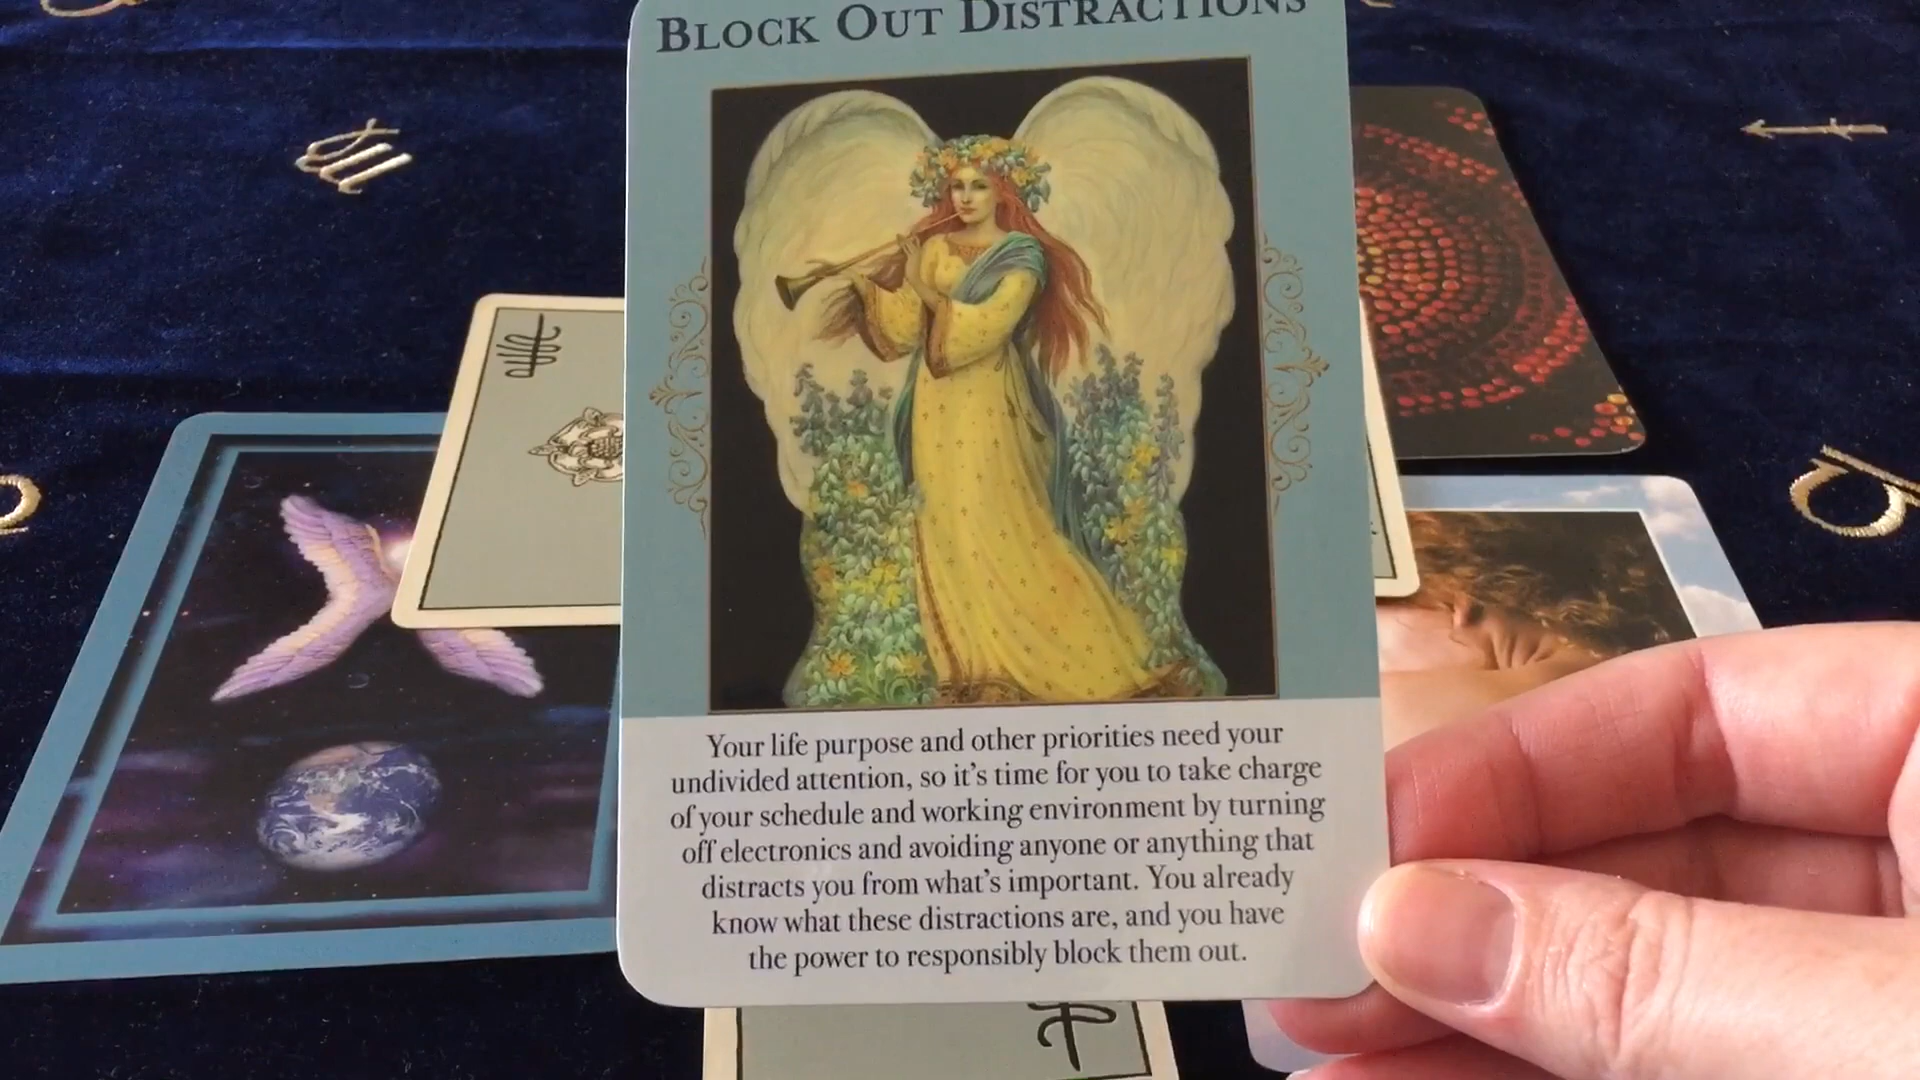 BLOCK OUT DISTRACTIONS
Your life purpose and other priorities need your
undivided attention, so it's time for you to take charge
of your schedule and working environment by turning
off electronics and avoiding anyone or anything that
distracts you from what's important. You already
know what these distractions are, and you have
the power to responsibly block them out.